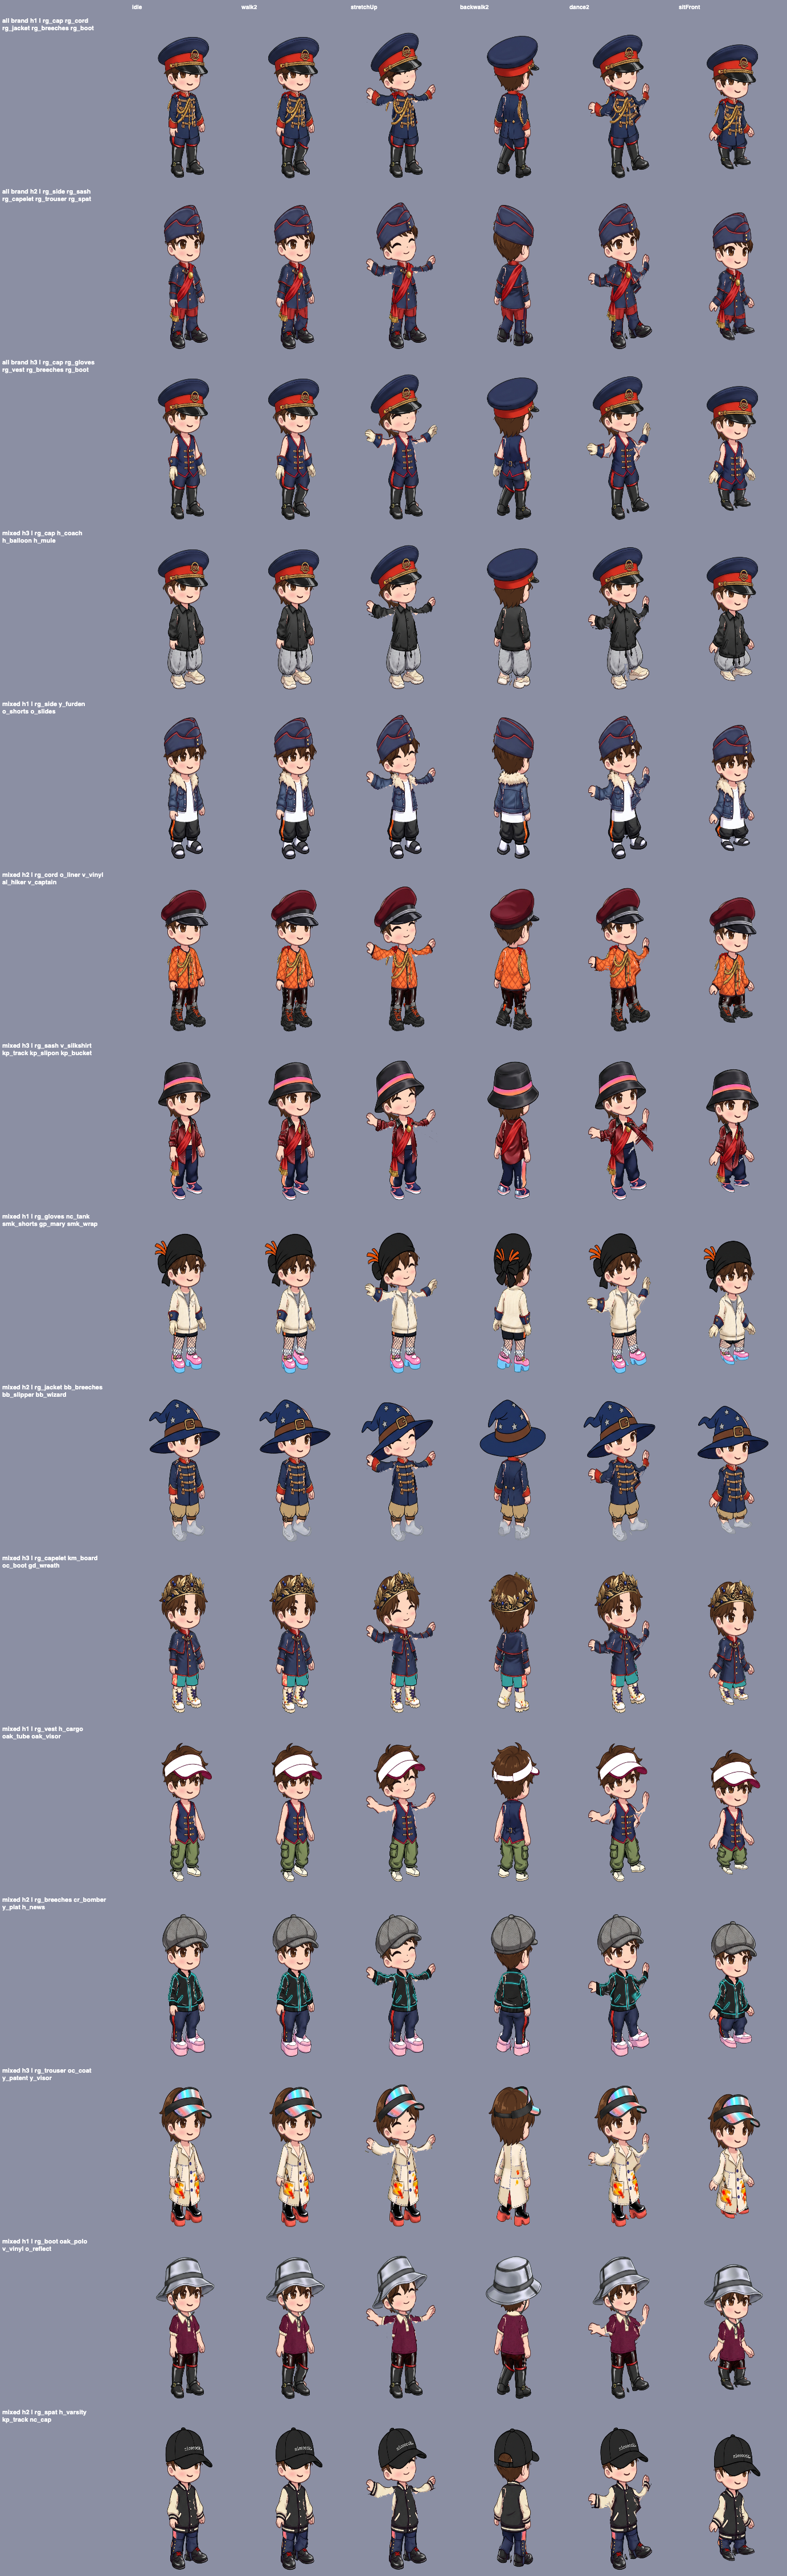 idle walk2 stretchUp backwalk2 dance2 sitFront
all brand h1 | rg_cap rg_cord
rg_jacket rg_breeches rg_boot
all brand h2 | rg_side rg_sash
rg_capelet rg_trouser rg_spat
all brand h3 | rg_cap rg_gloves
rg_vest rg_breeches rg_boot
mixed h3 | rg_cap h_coach
h_balloon h_mule
mixed h1 | rg_side y_furden
o_shorts o_slides
mixed h2 | rg_cord o_liner v_vinyl
al_hiker v_captain
mixed h3 | rg_sash v_silkshirt
kp_track kp_slipon kp_bucket
mixed h1 | rg_gloves nc_tank
smk_shorts gp_mary smk_wrap
mixed h2 | rg_jacket bb_breeches
bb_slipper bb_wizard
mixed h3 | rg_capelet km_board
oc_boot gd_wreath
mixed h1 | rg_vest h_cargo
oak_tube oak_visor
mixed h2 | rg_breeches cr_bomber
y_plat h_news
mixed h3 | rg_trouser oc_coat
y_patent y_visor
mixed h1 | rg_boot oak_polo
v_vinyl o_reflect
mixed h2 | rg_spat h_varsity
kp_track nc_cap